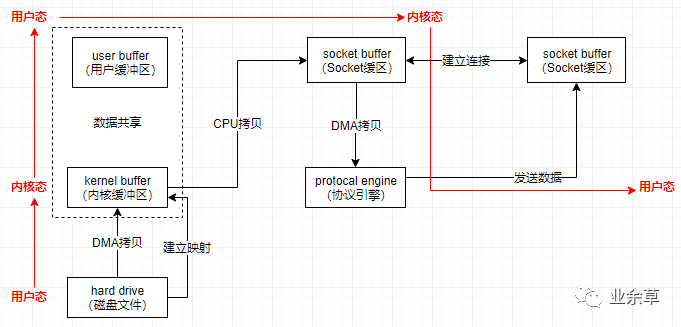 用户态
内核态
user buffer
（用户缓冲区）
socket buffer
（Socket缓区）
建立连接
socket buffer
（Socket缓区）
数据共享
CPU拷贝
DMA拷贝
内核态
kernel buffer
（内核缓冲区）
protocal engine
（协议引擎）
发送数据
用户态
DMA拷贝
建立映射
用户态
hard drive
（磁盘文件）
业余草